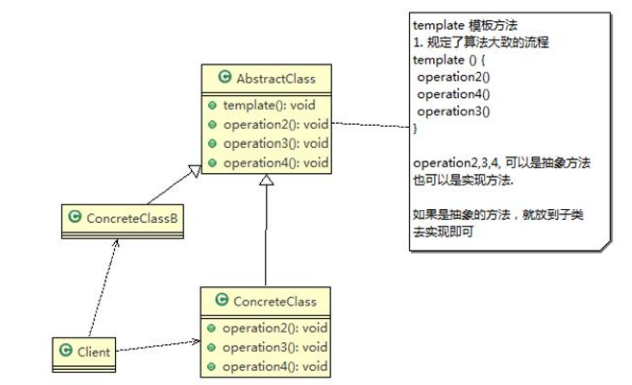 AbstractClass
template(): void
operation2(): void
operation3(): void
operation4(): void
template 模板方法
1. 规定了算法大致的流程
template () {
operation2()
operation4()
operation3()
}
operation2,3,4, 可以是抽象方法
也可以是实现方法.
如果是抽象的方法，就放到子类
去实现即可
ConcreteClassB
ConcreteClass
operation2(): void
operation3(): void
operation4(): void
Client